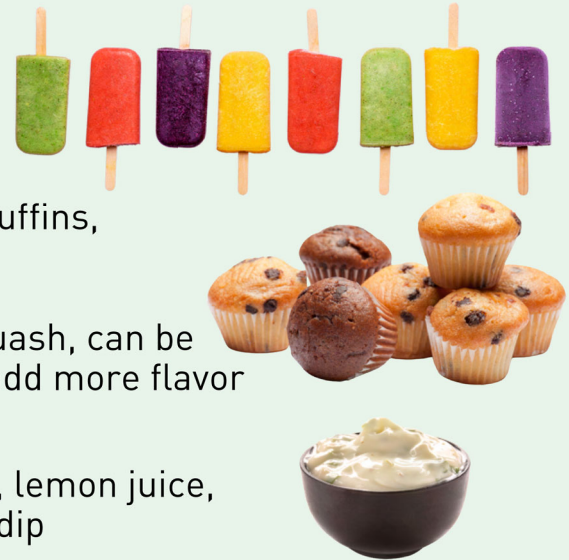 uffins,
uash, can be
dd more flavor
, lemon juice,
dip